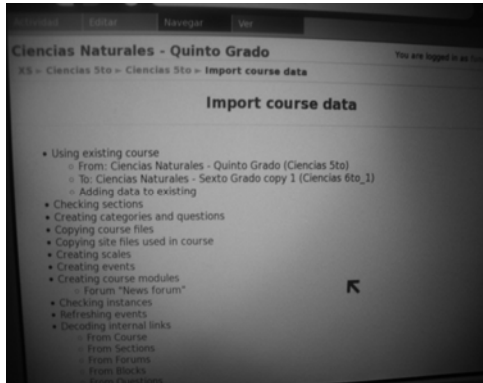 Actividad Editar Navegar Ver
Ciencias Naturales - Quinto Grado
You are logged in as
XS ► Ciencias 5to ► Ciencias 5to ► Import course data
Import course data
• Using existing course
○ From: Ciencias Naturales - Quinto Grado (Ciencias 5to)
○ To: Ciencias Naturales - Sexto Grado copy 1 (Ciencias 6to_1)
○ Adding data to existing
• Checking sections
• Creating categories and questions
• Copying course files
• Copying site files used in course
• Creating scales
• Creating events
• Creating course modules
○ Forum "News forum"
• Checking instances
• Refreshing events
• Decoding internal links
○ From Course
○ From Sections
○ From Forums
○ From Blocks
○ From Questions